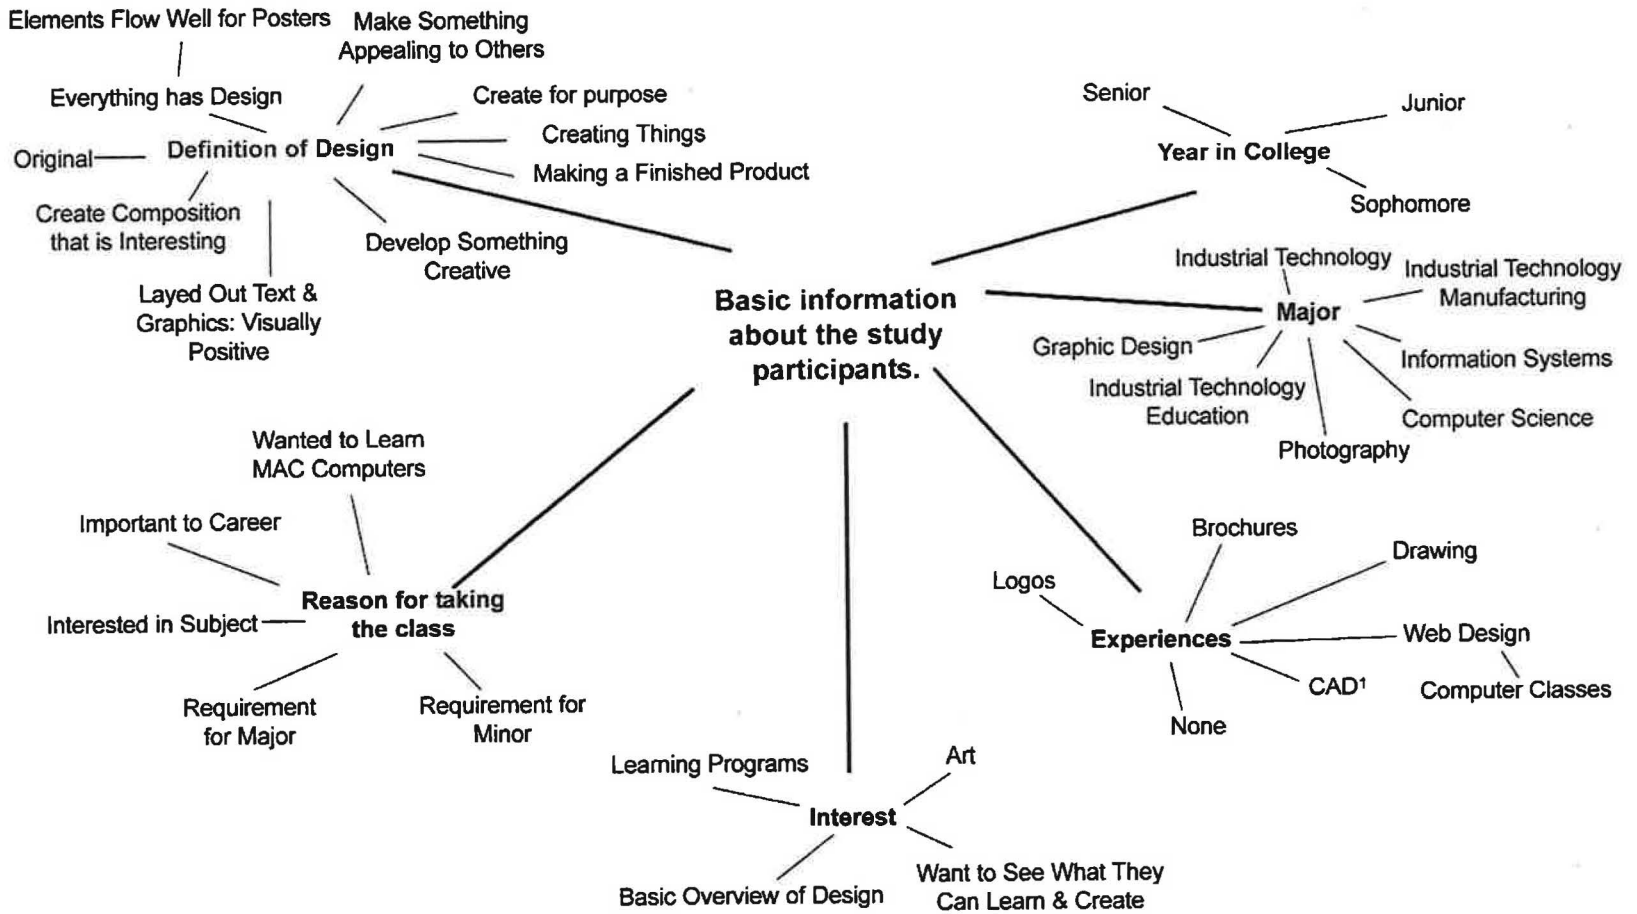 Elements Flow Well for Posters
Make Something
Appealing to Others
Everything has Design
Create for purpose
Original
Definition of Design
Creating Things
Making a Finished Product
Create Composition
that is Interesting
Develop Something
Creative
Layed Out Text &
Graphics: Visually
Positive
Senior
Junior
Year in College
Sophomore
Basic information
about the study
participants.
Industrial Technology
Industrial Technology
Manufacturing
Major
Graphic Design
Information Systems
Industrial Technology
Education
Computer Science
Photography
Wanted to Learn
MAC Computers
Important to Career
Reason for taking
the class
Interested in Subject
Requirement
for Major
Requirement for
Minor
Brochures
Drawing
Logos
Experiences
Web Design
CAD¹
Computer Classes
None
Learning Programs
Art
Interest
Basic Overview of Design
Want to See What They
Can Learn & Create